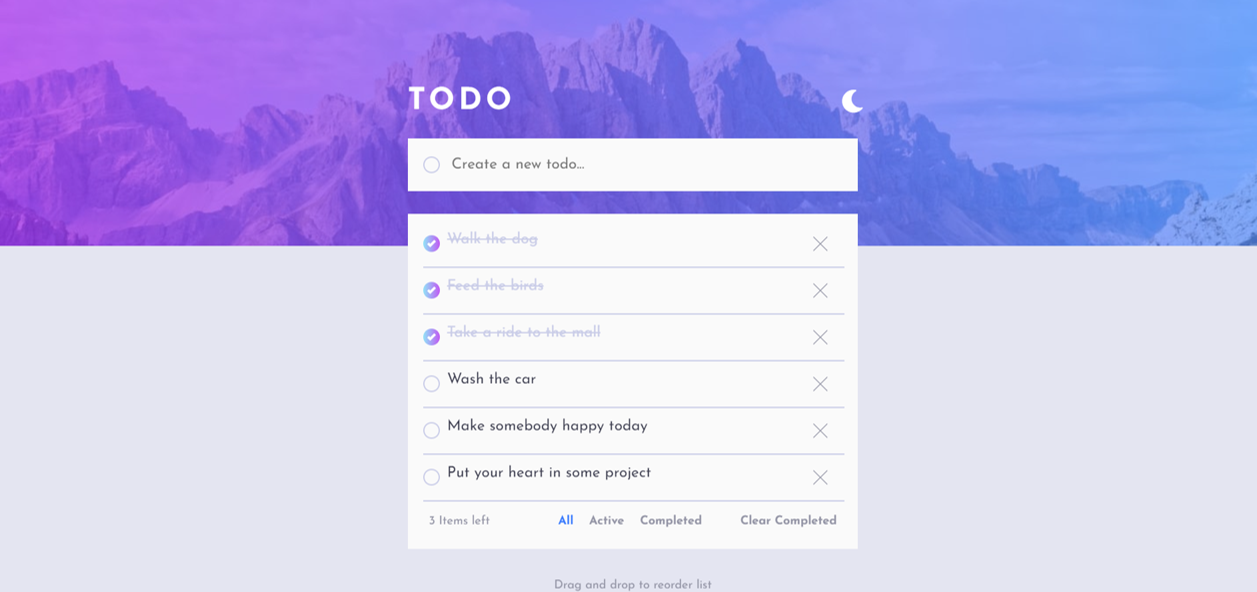 TODO
Create a new todo...
Walk the dog
Feed the birds
Take a ride to the mall
Wash the car
Make somebody happy today
Put your heart in some project
3 Items left All Active Completed Clear Completed
Drag and drop to reorder list